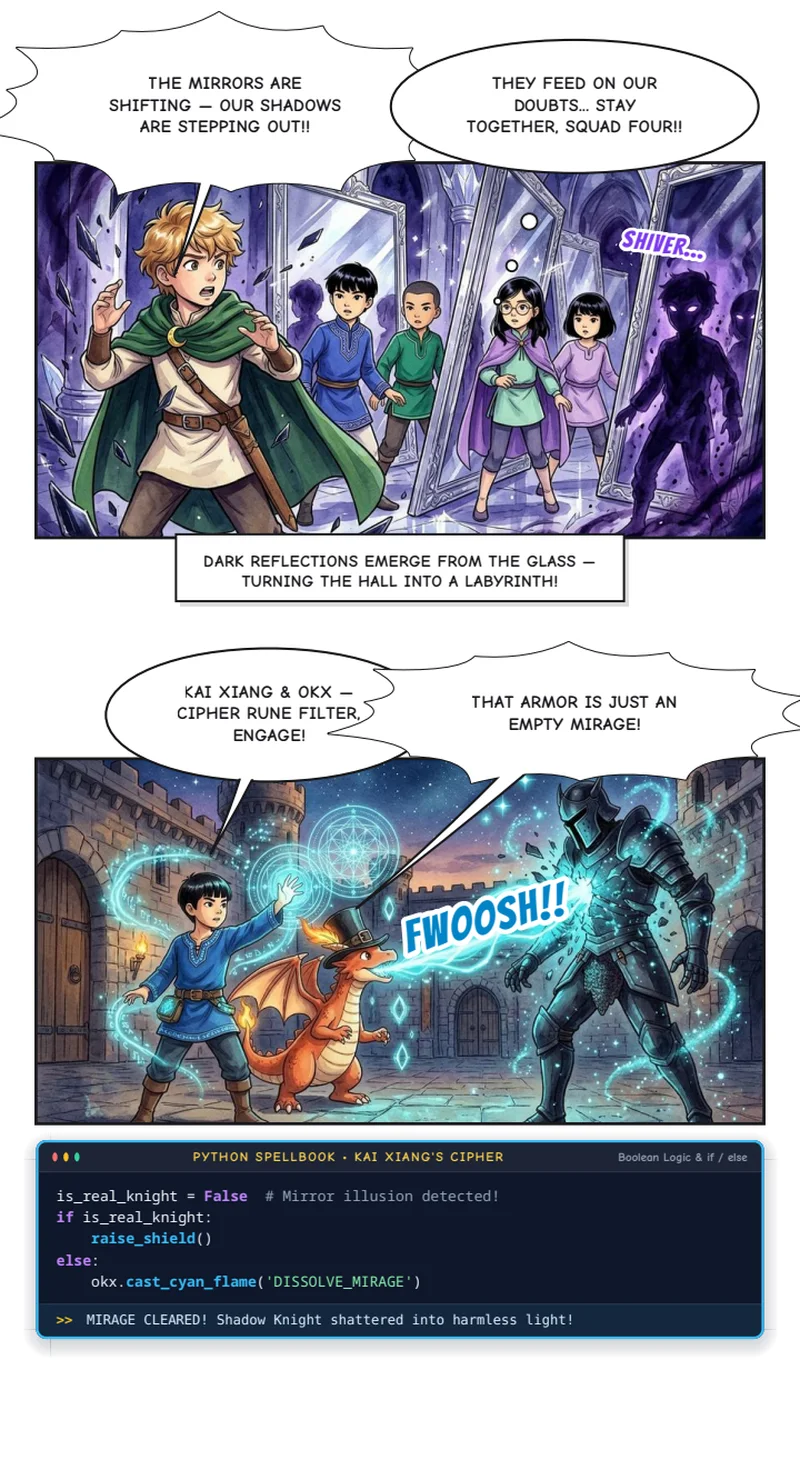 THE MIRRORS ARE
SHIFTING — OUR SHADOWS
ARE STEPPING OUT!!
THEY FEED ON OUR
DOUBTS... STAY
TOGETHER, SQUAD FOUR!!
SHIVER...
DARK REFLECTIONS EMERGE FROM THE GLASS —
TURNING THE HALL INTO A LABYRINTH!
KAI XIANG & OKX —
CIPHER RUNE FILTER,
ENGAGE!
THAT ARMOR IS JUST AN
EMPTY MIRAGE!
FWOOSH!!
PYTHON SPELLBOOK • KAI XIANG'S CIPHER
Boolean Logic & if / else
is_real_knight = False  # Mirror illusion detected!
if is_real_knight:
    raise_shield()
else:
    okx.cast_cyan_flame('DISSOLVE_MIRAGE')
>> MIRAGE CLEARED! Shadow Knight shattered into harmless light!